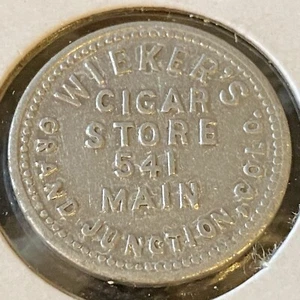 WIEKER'S
CIGAR
STORE
541
MAIN
GRAND JUNCTION, COLO.